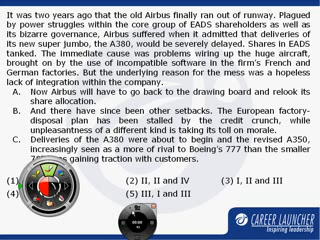 It was two years ago that the old Airbus finally ran out of runway. Plagued
by power struggles within the core group of EADS shareholders as well as
its bizarre governance, Airbus suffered when it admitted that deliveries of
its new super jumbo, the A380, would be severely delayed. Shares in EADS
tanked. The immediate cause was problems wiring up the huge aircraft,
brought on by the use of incompatible software in the firm's French and
German factories. But the underlying reason for the mess was a hopeless
lack of integration within the company.
A. Now Airbus will have to go back to the drawing board and relook its
share allocation.
B. And there have since been other setbacks. The European factory-
disposal plan has been stalled by the credit crunch, while
unpleasantness of a different kind is taking its toll on morale.
C. Deliveries of the A380 were about to begin and the revised A350,
increasingly seen as a more of rival to Boeing's 777 than the smaller
gaining traction with customers.
(1) (2) II, II and IV (3) I, II and III
(4) (5) III, I and III
CAREER LAUNCHER
Inspiring leadership